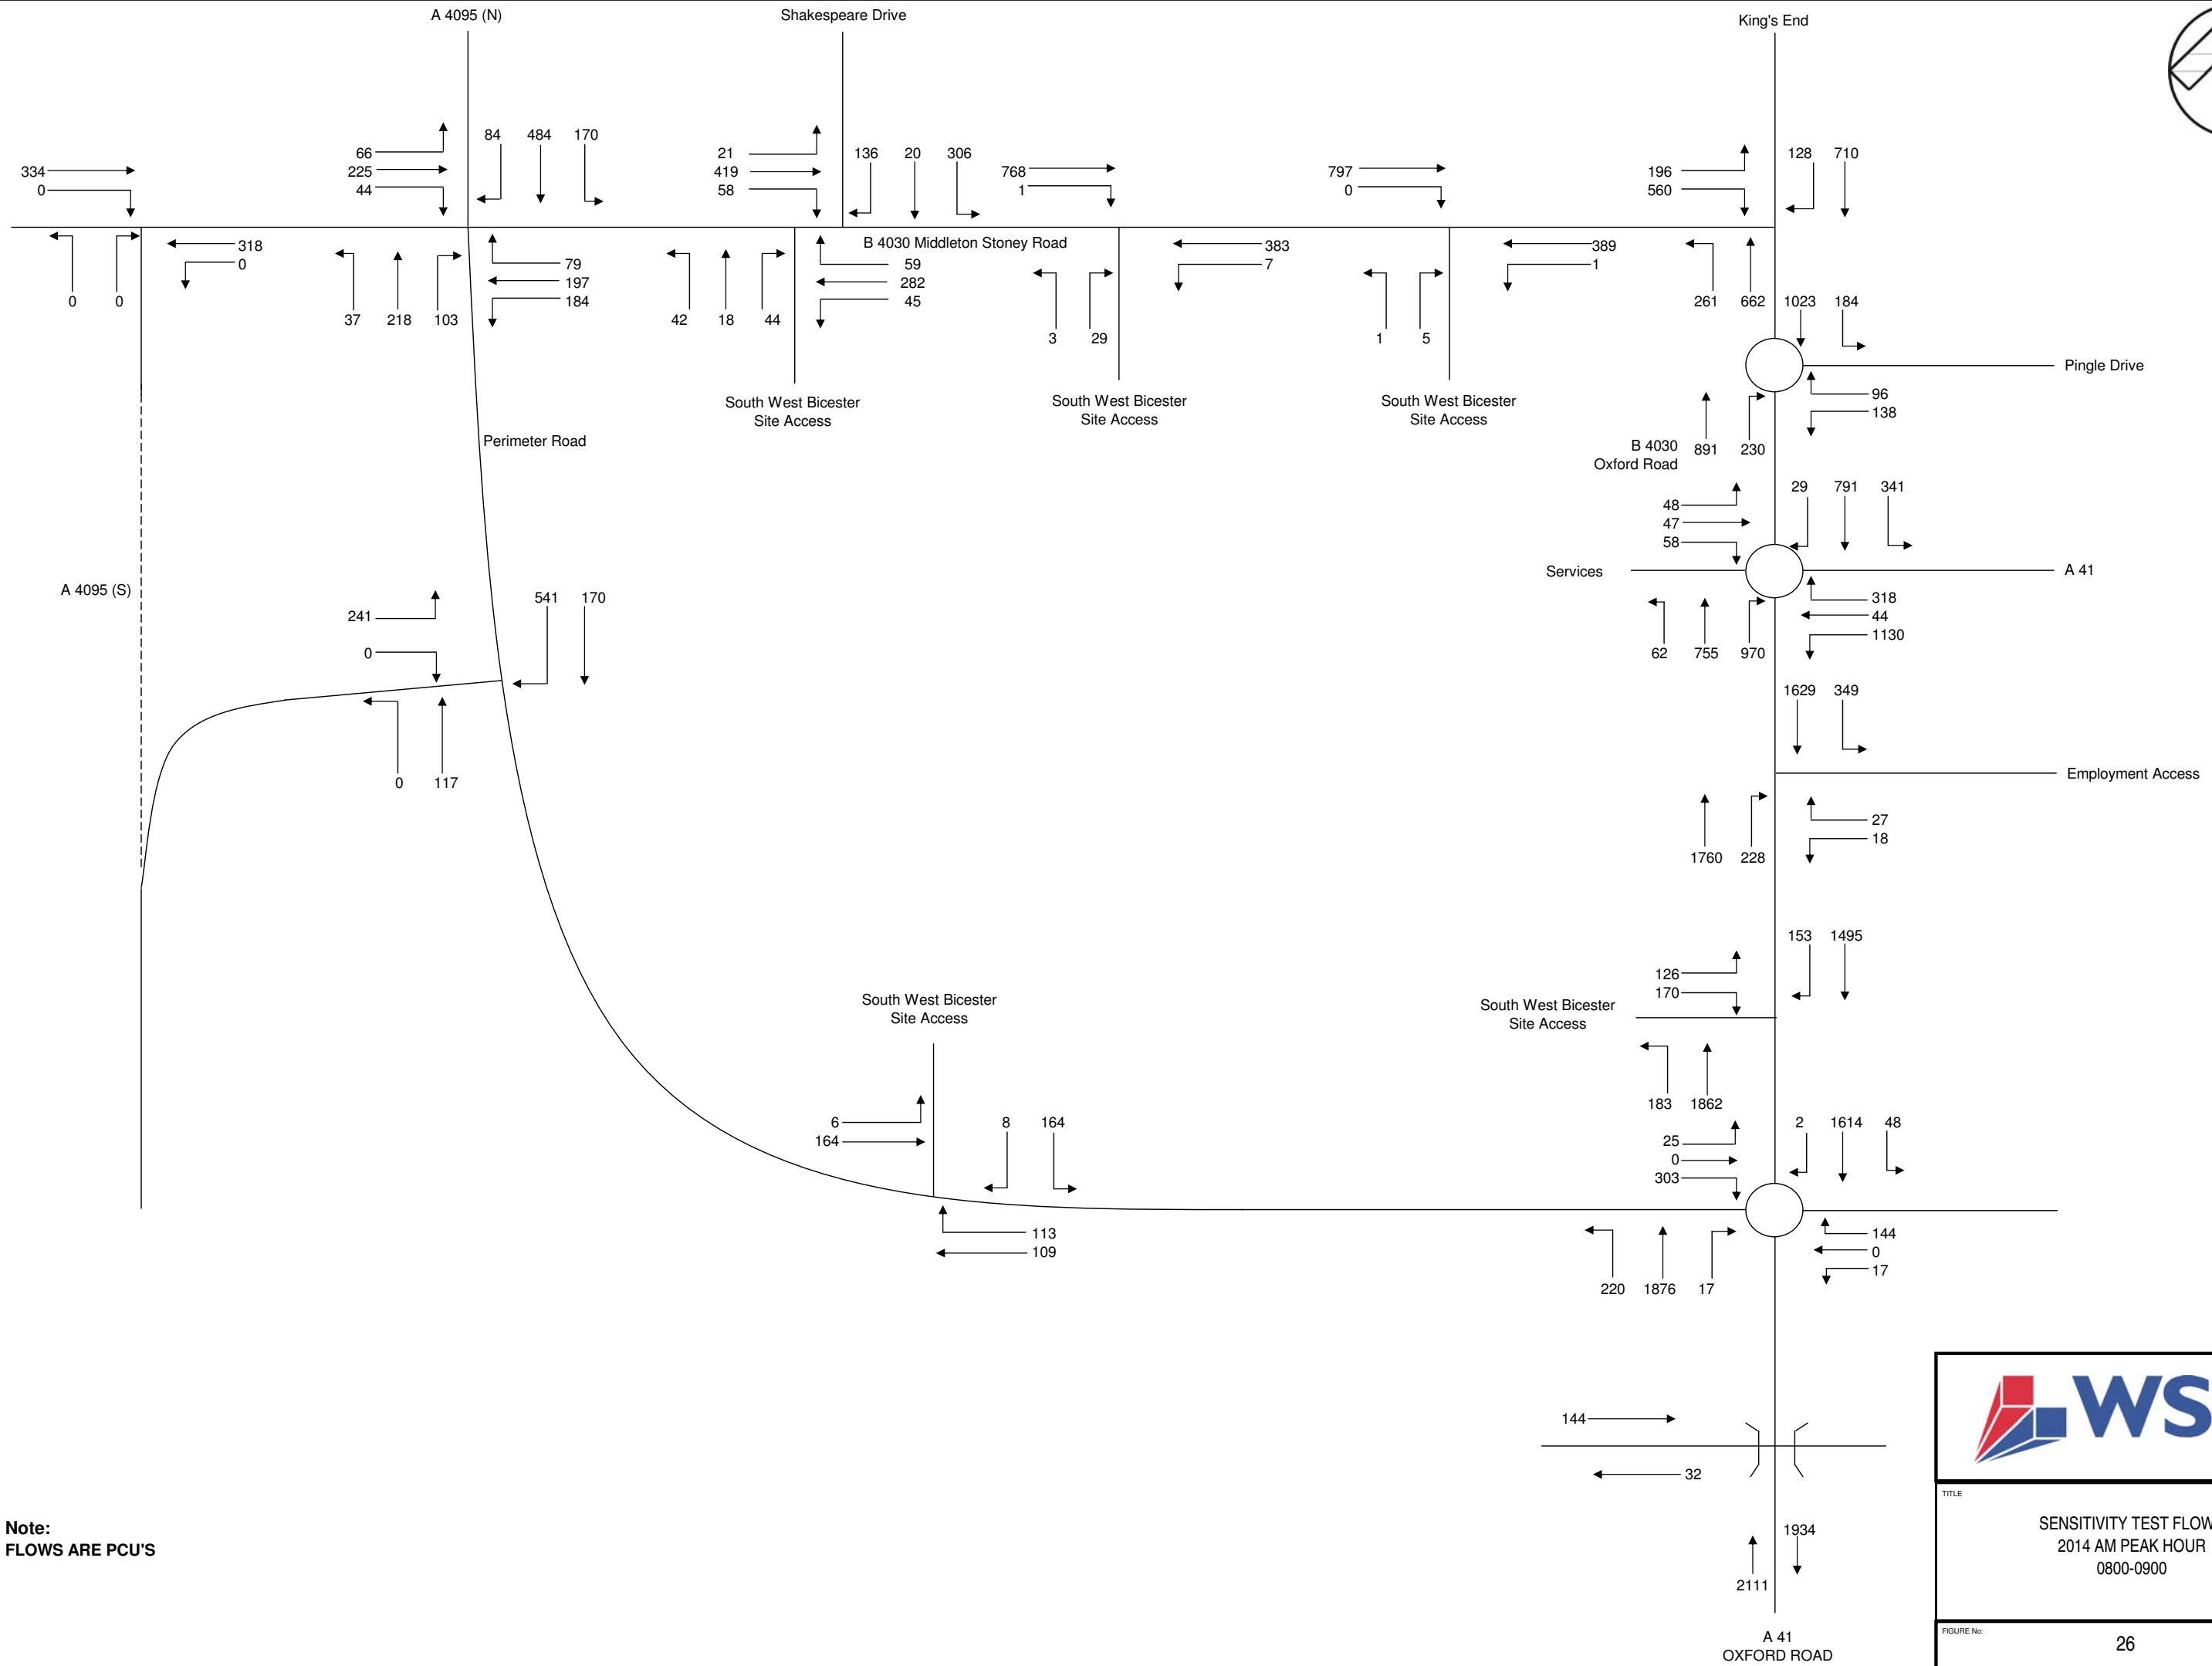 A 4095 (N)
Shakespeare Drive
King's End
84 484 170
66
225
44
334
0
21
419
58
136 20 306
768
1
797
0
196
560
128 710
B 4030 Middleton Stoney Road
318
0
0 0
37 218 103
79
197
184
42 18 44
59
282
45
3 29
383
7
1 5
389
1
261 662
1023 184
Pingle Drive
96
138
B 4030
Oxford Road
891 230
South West Bicester
Site Access
South West Bicester
Site Access
South West Bicester
Site Access
Perimeter Road
48
47
58
29 791 341
Services
A 41
318
44
1130
62 755 970
A 4095 (S)
241
0
541 170
0 117
1629 349
Employment Access
27
18
1760 228
153 1495
126
170
South West Bicester
Site Access
South West Bicester
Site Access
183 1862
6
164
8 164
113
109
25
0
303
2 1614 48
144
0
17
220 1876 17
144
32
1934
2111
A 41
OXFORD ROAD
Note:
FLOWS ARE PCU'S
WS
TITLE
SENSITIVITY TEST FLOW
2014 AM PEAK HOUR
0800-0900
FIGURE No:
26